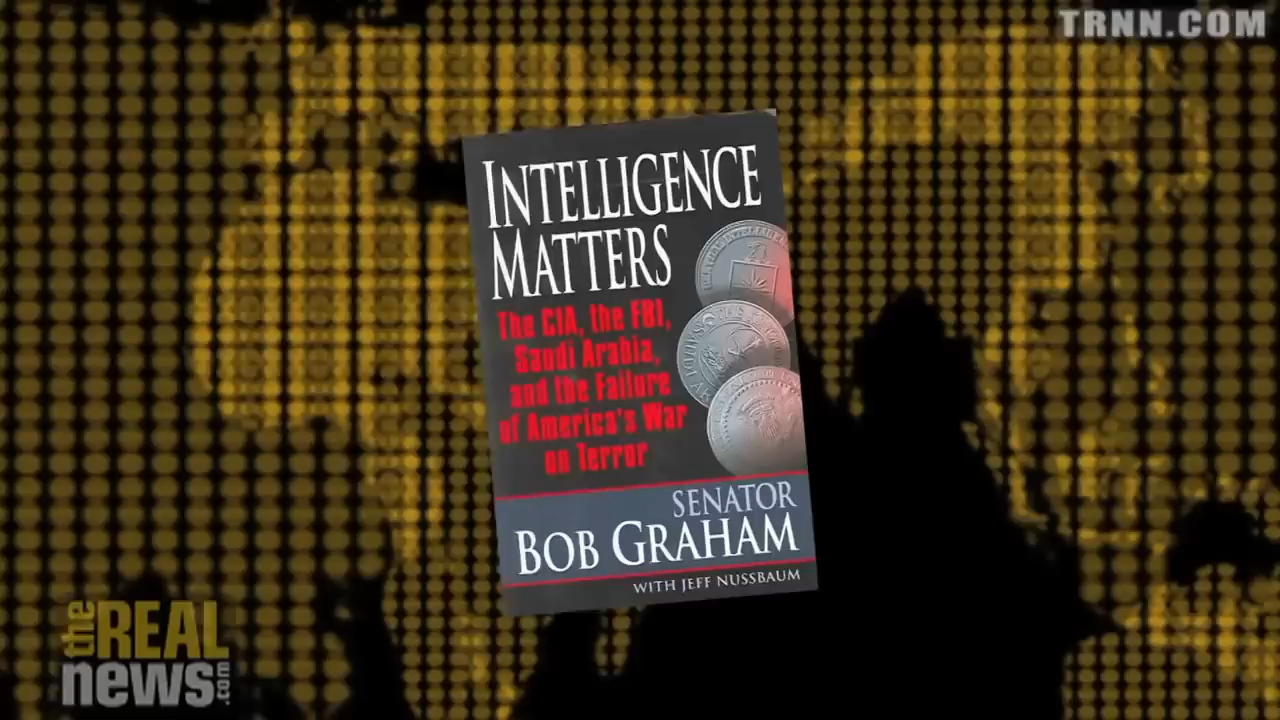 TRNN.COM
INTELLIGENCE
MATTERS
The CIA, the FBI,
Saudi Arabia,
and the Failure
of America's War
on Terror
SENATOR
BOB GRAHAM
WITH JEFF NUSSBAUM
the REAL
news.com